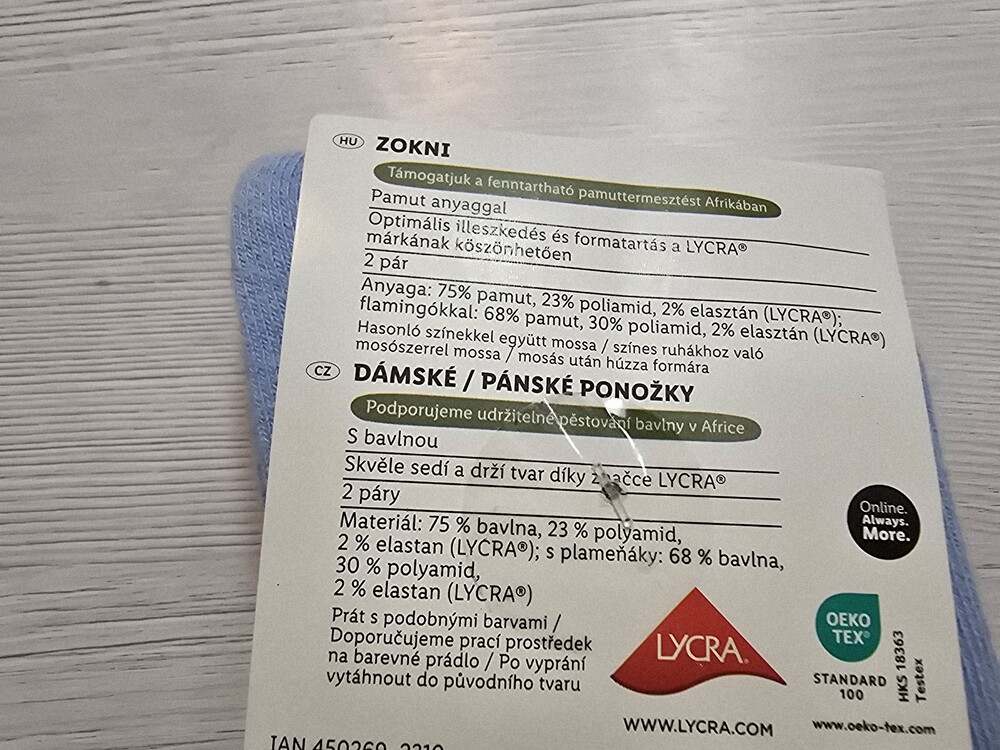 HU ZOKNI
Támogatjuk a fenntartható pamuttermesztést Afrikában
Pamut anyaggal
Optimális illeszkedés és formatartás a LYCRA®
márkának köszönhetően
2 pár
Anyaga: 75% pamut, 23% poliamid, 2% elasztán (LYCRA®);
flamingókkal: 68% pamut, 30% poliamid, 2% elasztán (LYCRA®)
Hasonló színekkel együtt mossa / színes ruhákhoz való
mosószerrel mossa / mosás után húzza formára
CZ DÁMSKÉ / PÁNSKÉ PONOŽKY
Podporujeme udržitelné pěstování bavlny v Africe
S bavlnou
Skvěle sedí a drží tvar díky značce LYCRA®
2 páry
Materiál: 75 % bavlna, 23 % polyamid,
2 % elastan (LYCRA®); s plameňáky: 68 % bavlna,
30 % polyamid,
2 % elastan (LYCRA®)
Prát s podobnými barvami /
Doporučujeme prací prostředek
na barevné prádlo / Po vyprání
vytáhnout do původního tvaru
IAN 450269_2310
Online.
Always.
More.
LYCRA®
WWW.LYCRA.COM
OEKO
TEX®
STANDARD
100
HKS 18363
Testex
www.oeko-tex.com